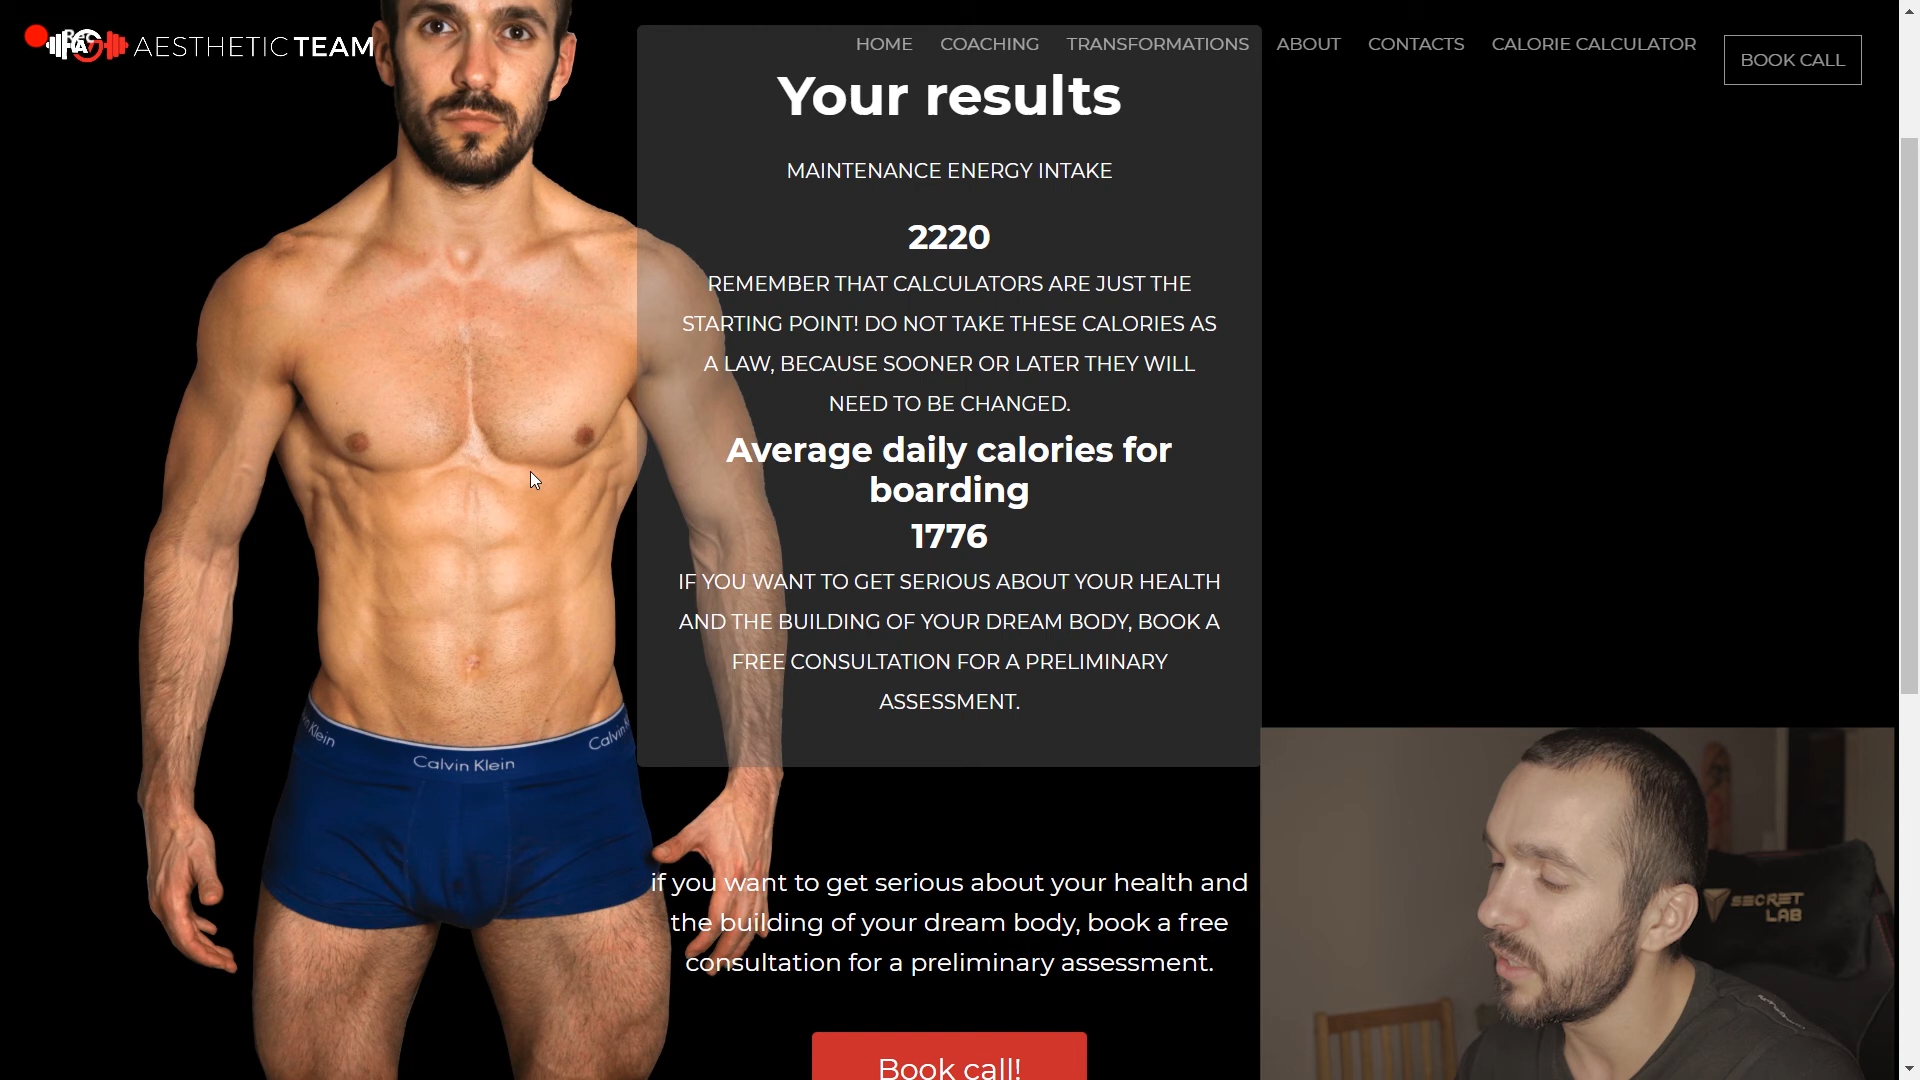 Rec
AESTHETIC TEAM
HOME COACHING TRANSFORMATIONS ABOUT CONTACTS CALORIE CALCULATOR BOOK CALL
Your results
MAINTENANCE ENERGY INTAKE
2220
REMEMBER THAT CALCULATORS ARE JUST THE
STARTING POINT! DO NOT TAKE THESE CALORIES AS
A LAW, BECAUSE SOONER OR LATER THEY WILL
NEED TO BE CHANGED.
Average daily calories for
boarding
1776
IF YOU WANT TO GET SERIOUS ABOUT YOUR HEALTH
AND THE BUILDING OF YOUR DREAM BODY, BOOK A
FREE CONSULTATION FOR A PRELIMINARY
ASSESSMENT.
Klein
Calvin Klein
Calvin
if you want to get serious about your health and
the building of your dream body, book a free
consultation for a preliminary assessment.
Book call!
SECRET
LAB